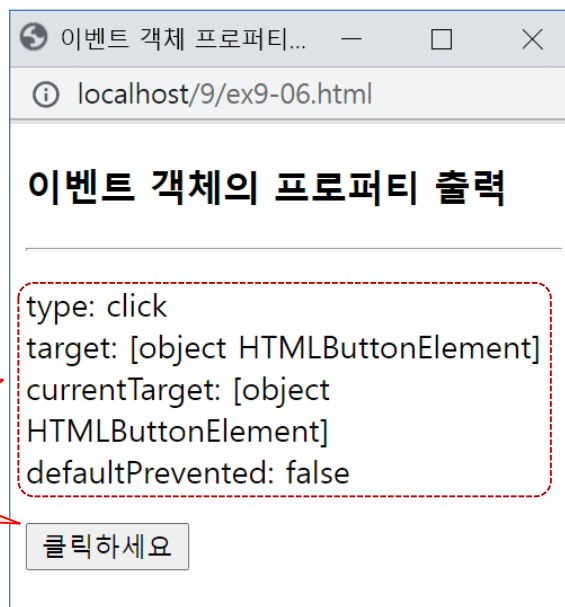 이벤트 객체 프로퍼티...
localhost/9/ex9-06.html
이벤트 객체의 프로퍼티 출력
type: click
target: [object HTMLButtonElement]
currentTarget: [object
HTMLButtonElement]
defaultPrevented: false
클릭하세요